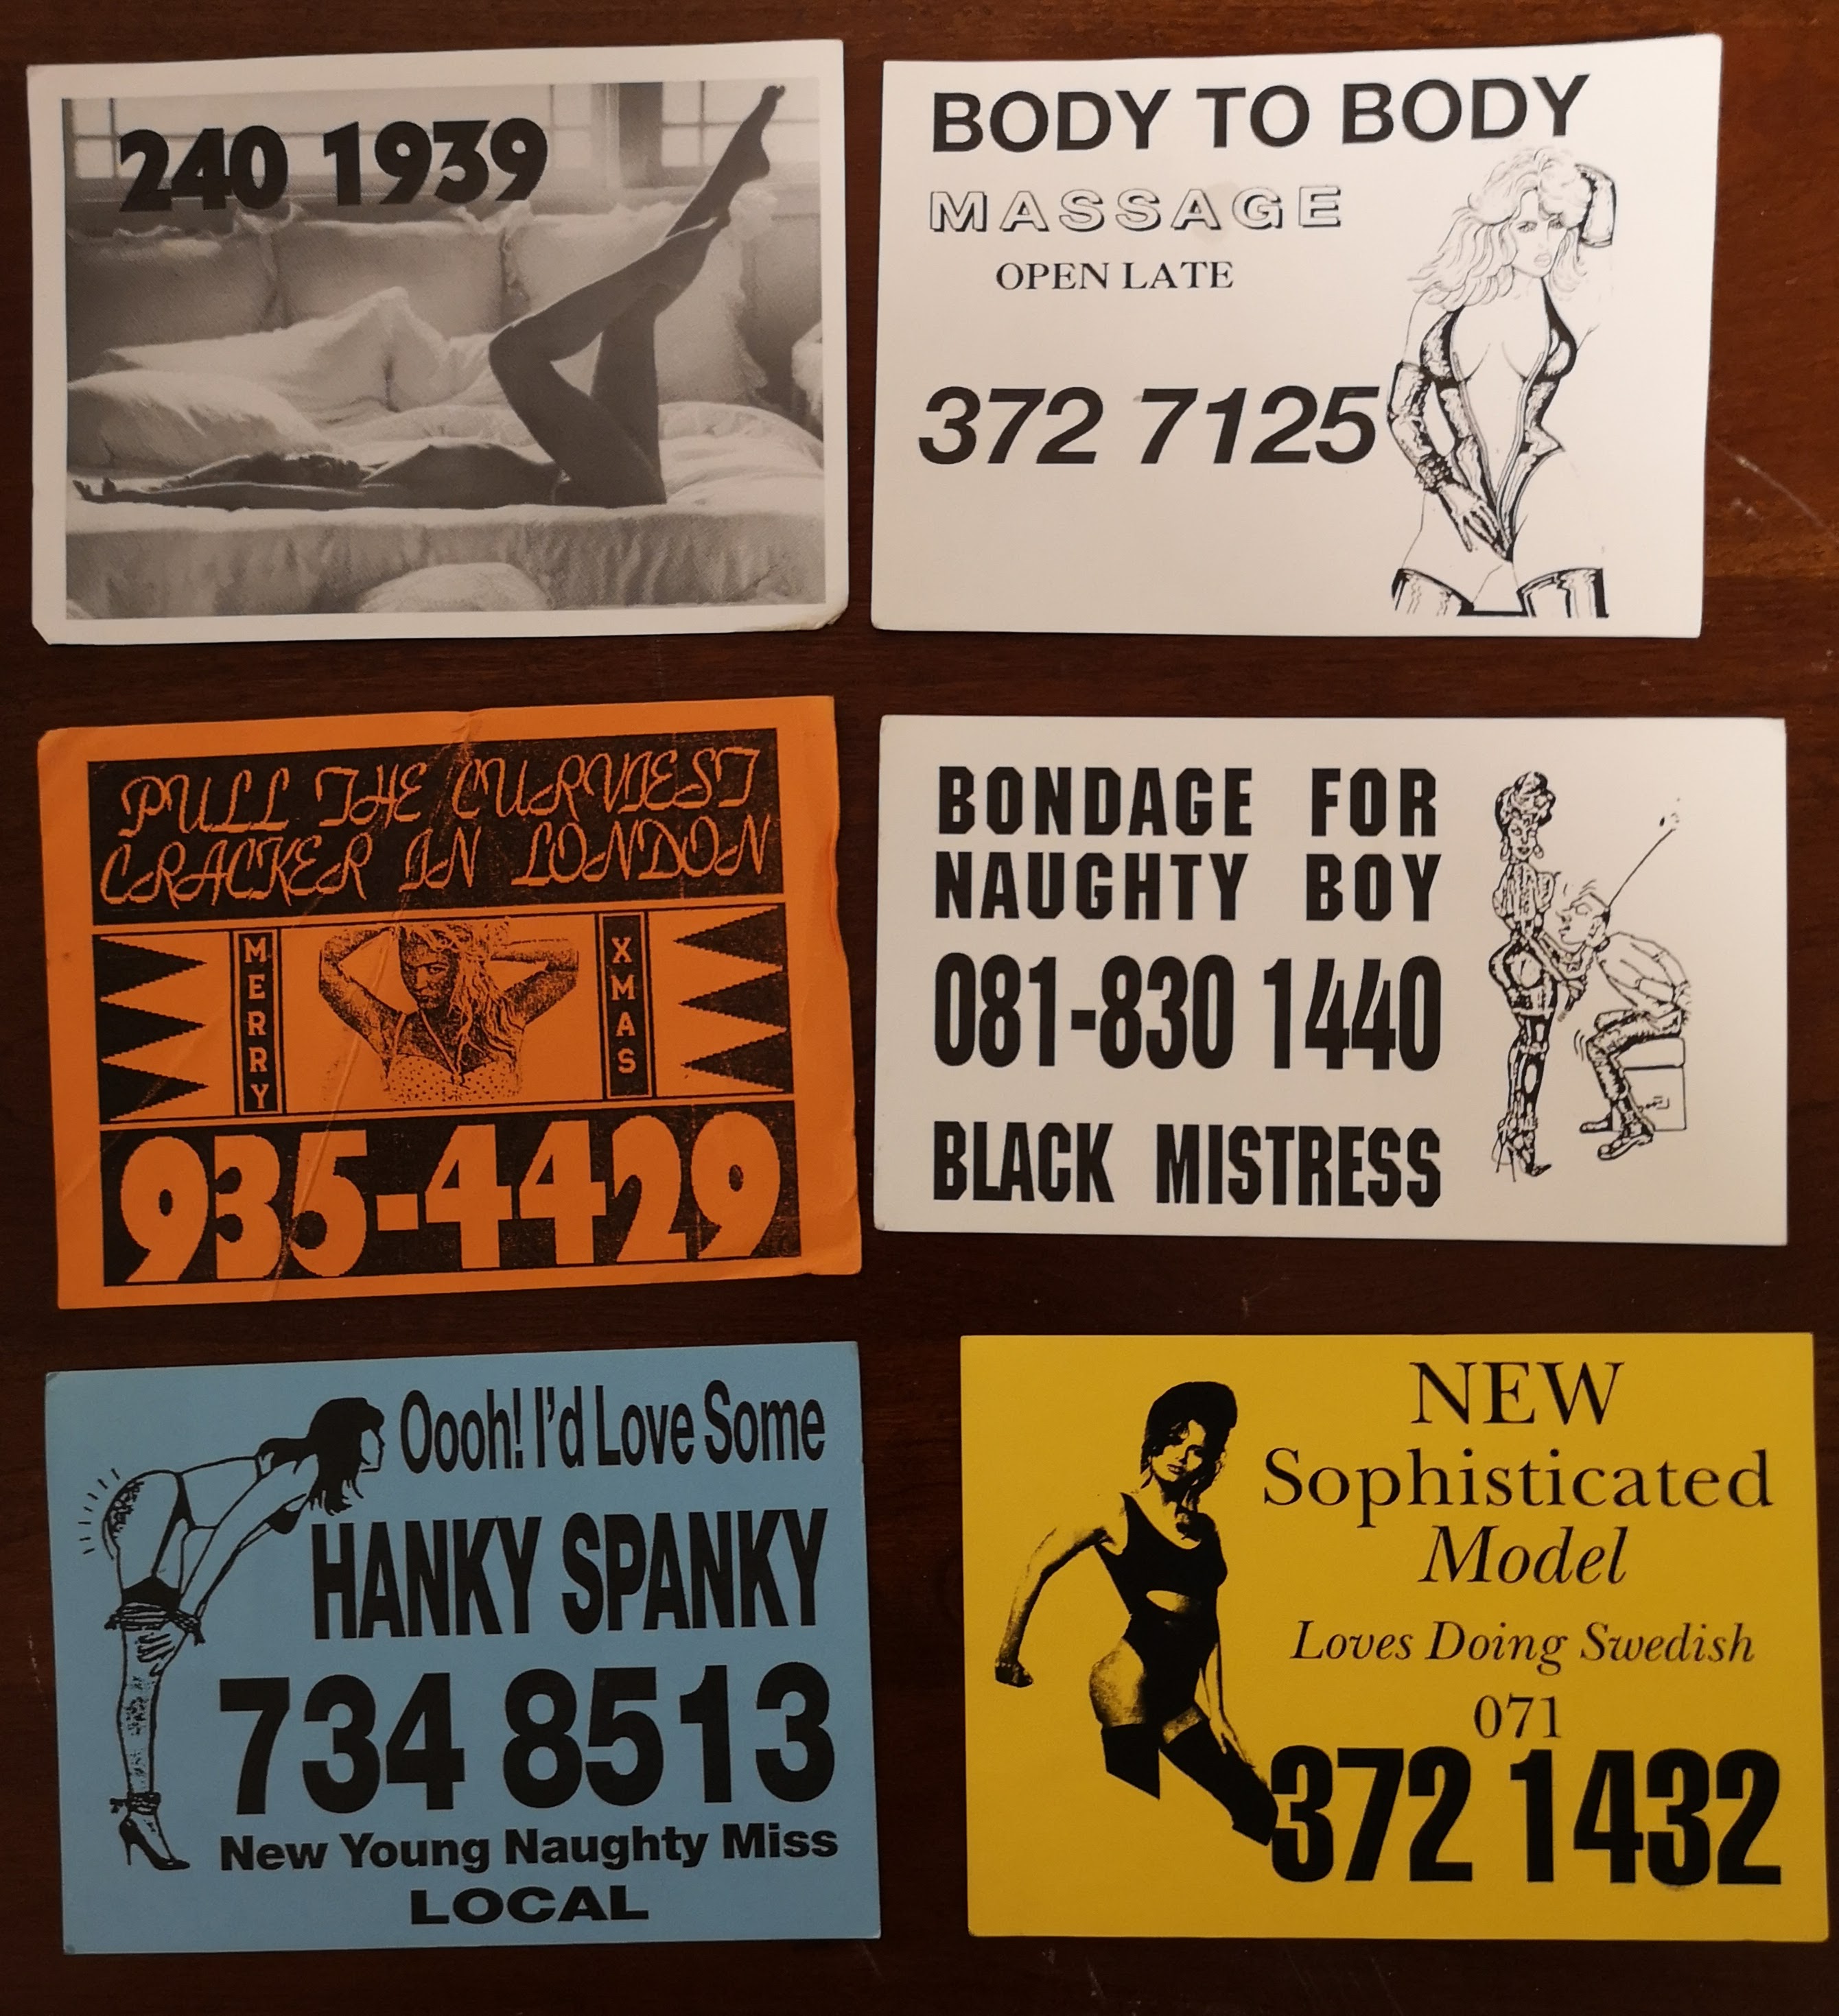 240 1939
BODY TO BODY
MASSAGE
OPEN LATE
372 7125
PULL THE CURVIEST
CRACKER IN LONDON
MERRY
XMAS
935-4429
BONDAGE FOR
NAUGHTY BOY
081-830 1440
BLACK MISTRESS
Oooh! I'd Love Some
HANKY SPANKY
734 8513
New Young Naughty Miss
LOCAL
NEW
Sophisticated
Model
Loves Doing Swedish
071
372 1432